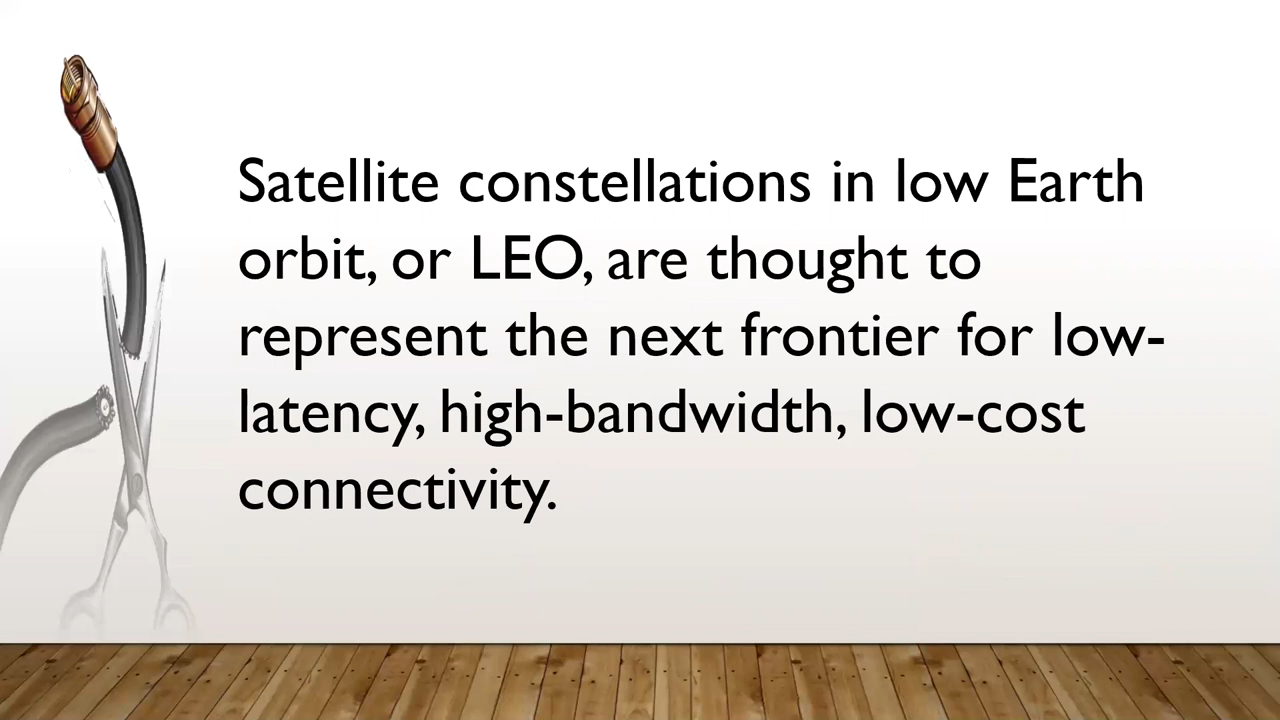 Satellite constellations in low Earth
orbit, or LEO, are thought to
represent the next frontier for low-
latency, high-bandwidth, low-cost
connectivity.